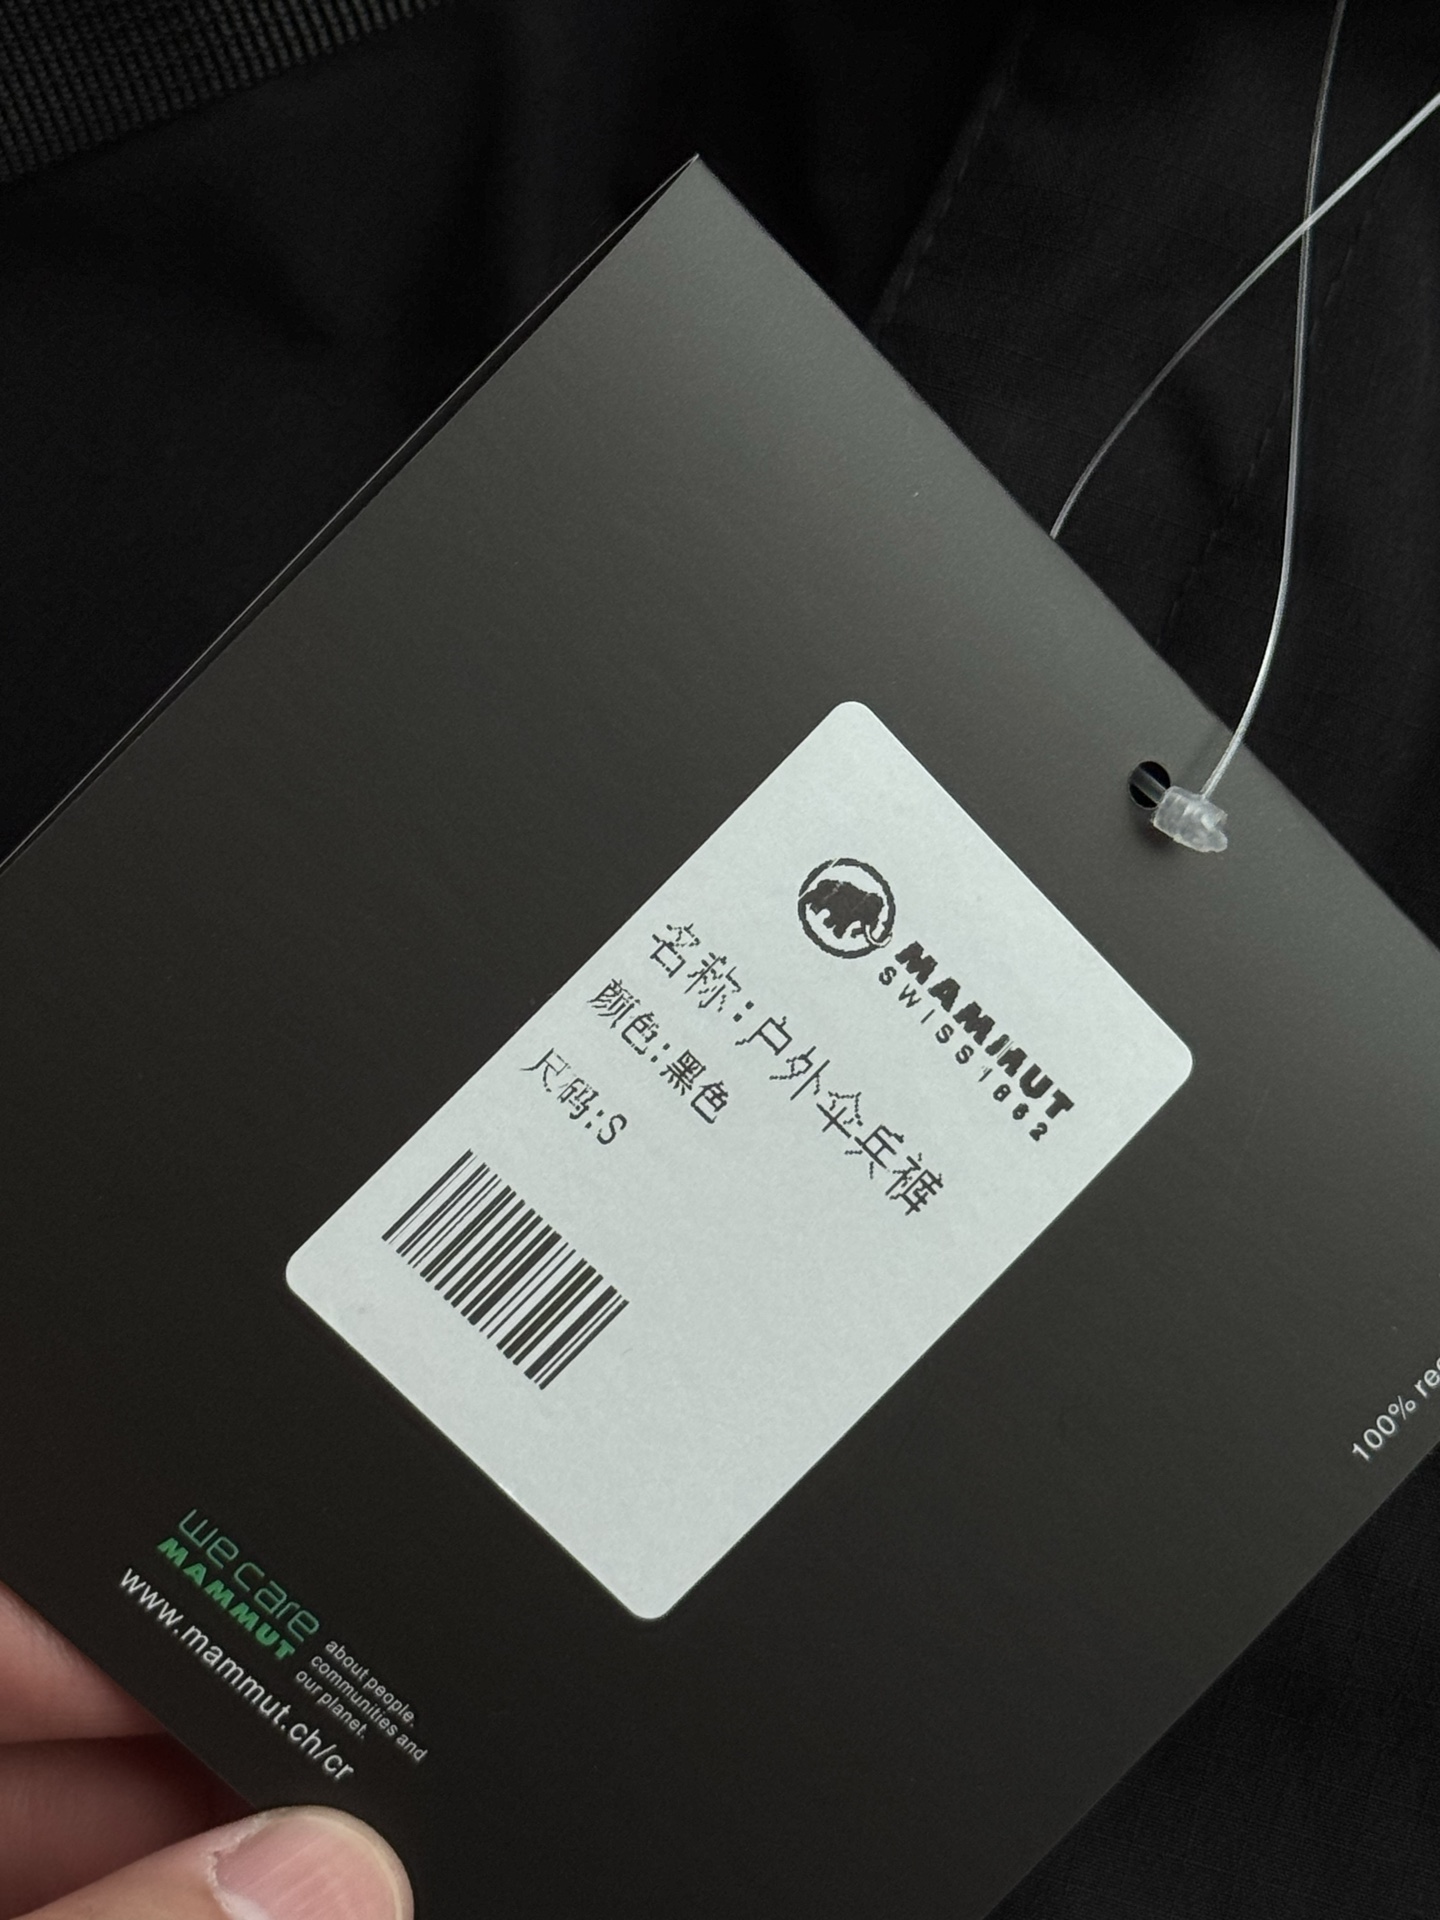 MAMMUT
SWISS 1862
名称:户外伞兵裤
颜色:黑色
尺码:S
we care
MAMMUT
about people,
communities and
our planet.
www.mammut.ch/cr
100%